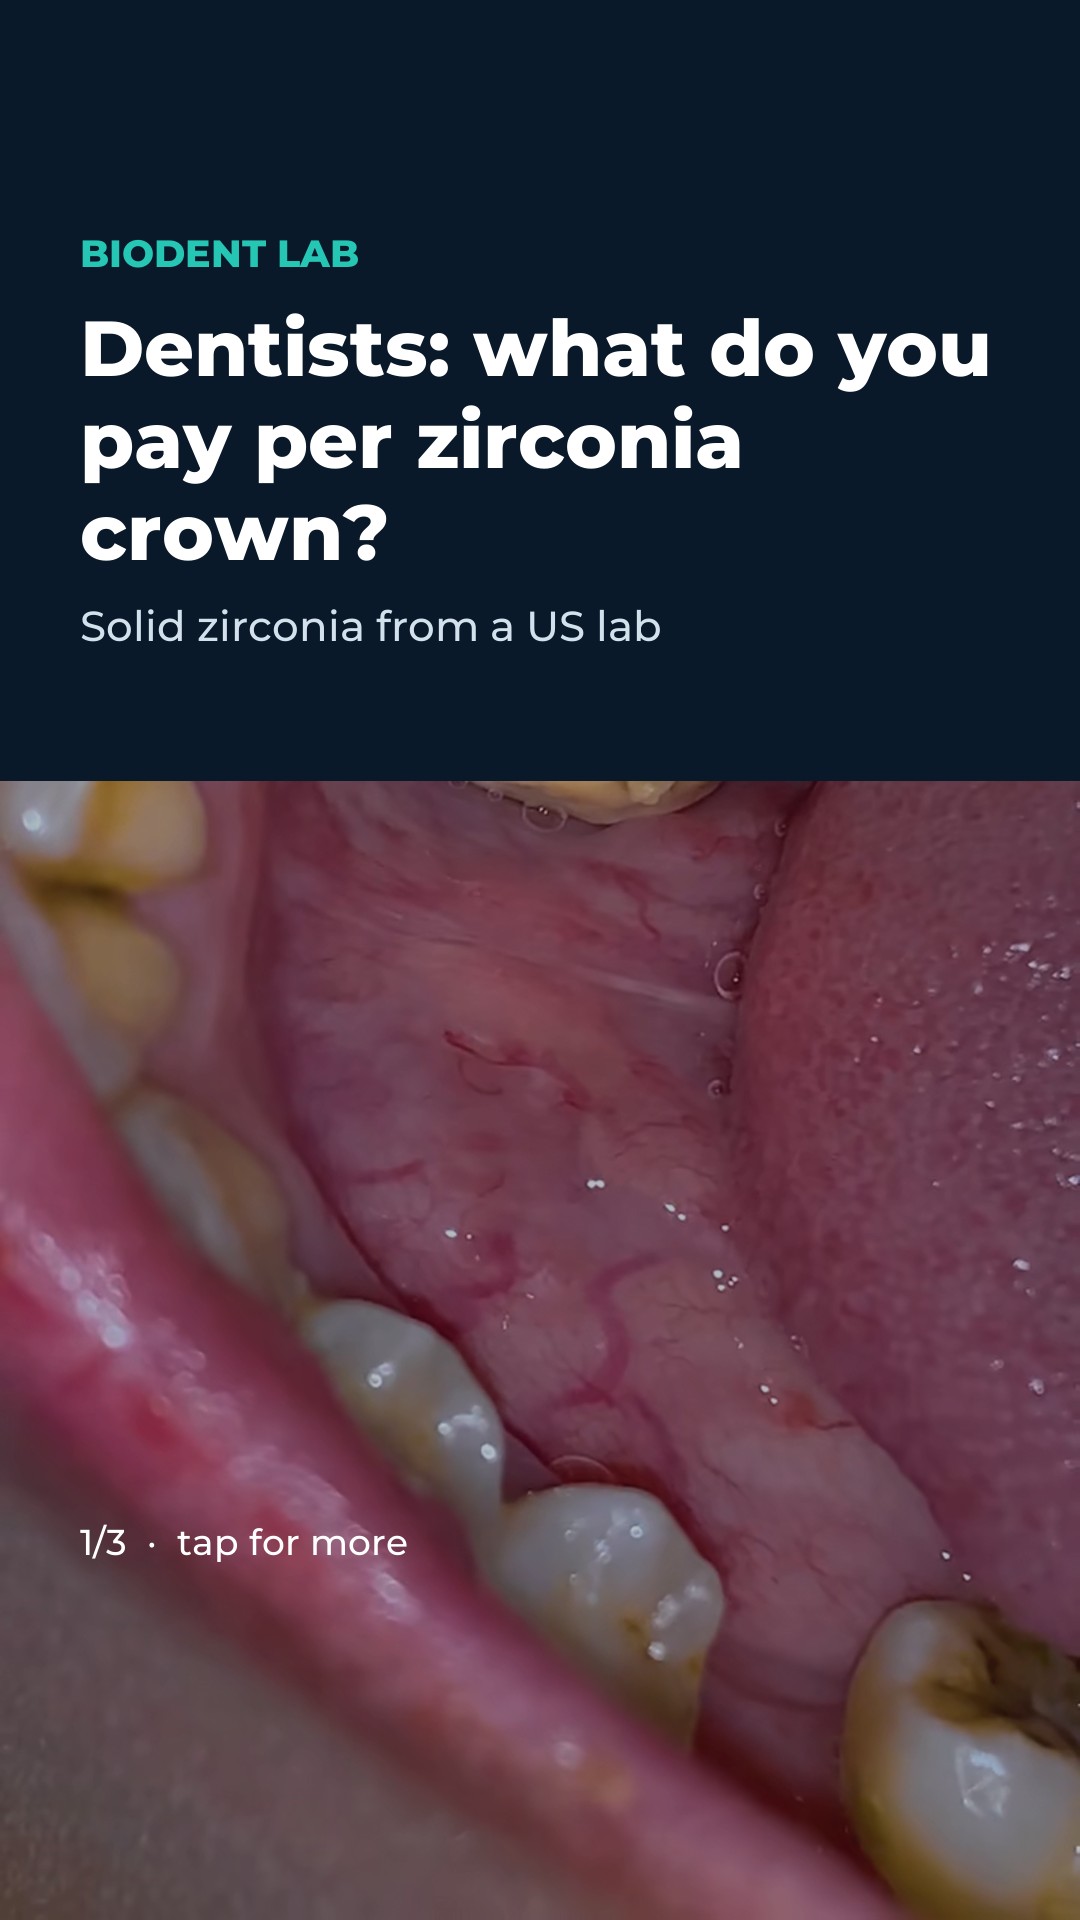 BIODENT LAB
Dentists: what do you
pay per zirconia
crown?
Solid zirconia from a US lab
1/3 · tap for more